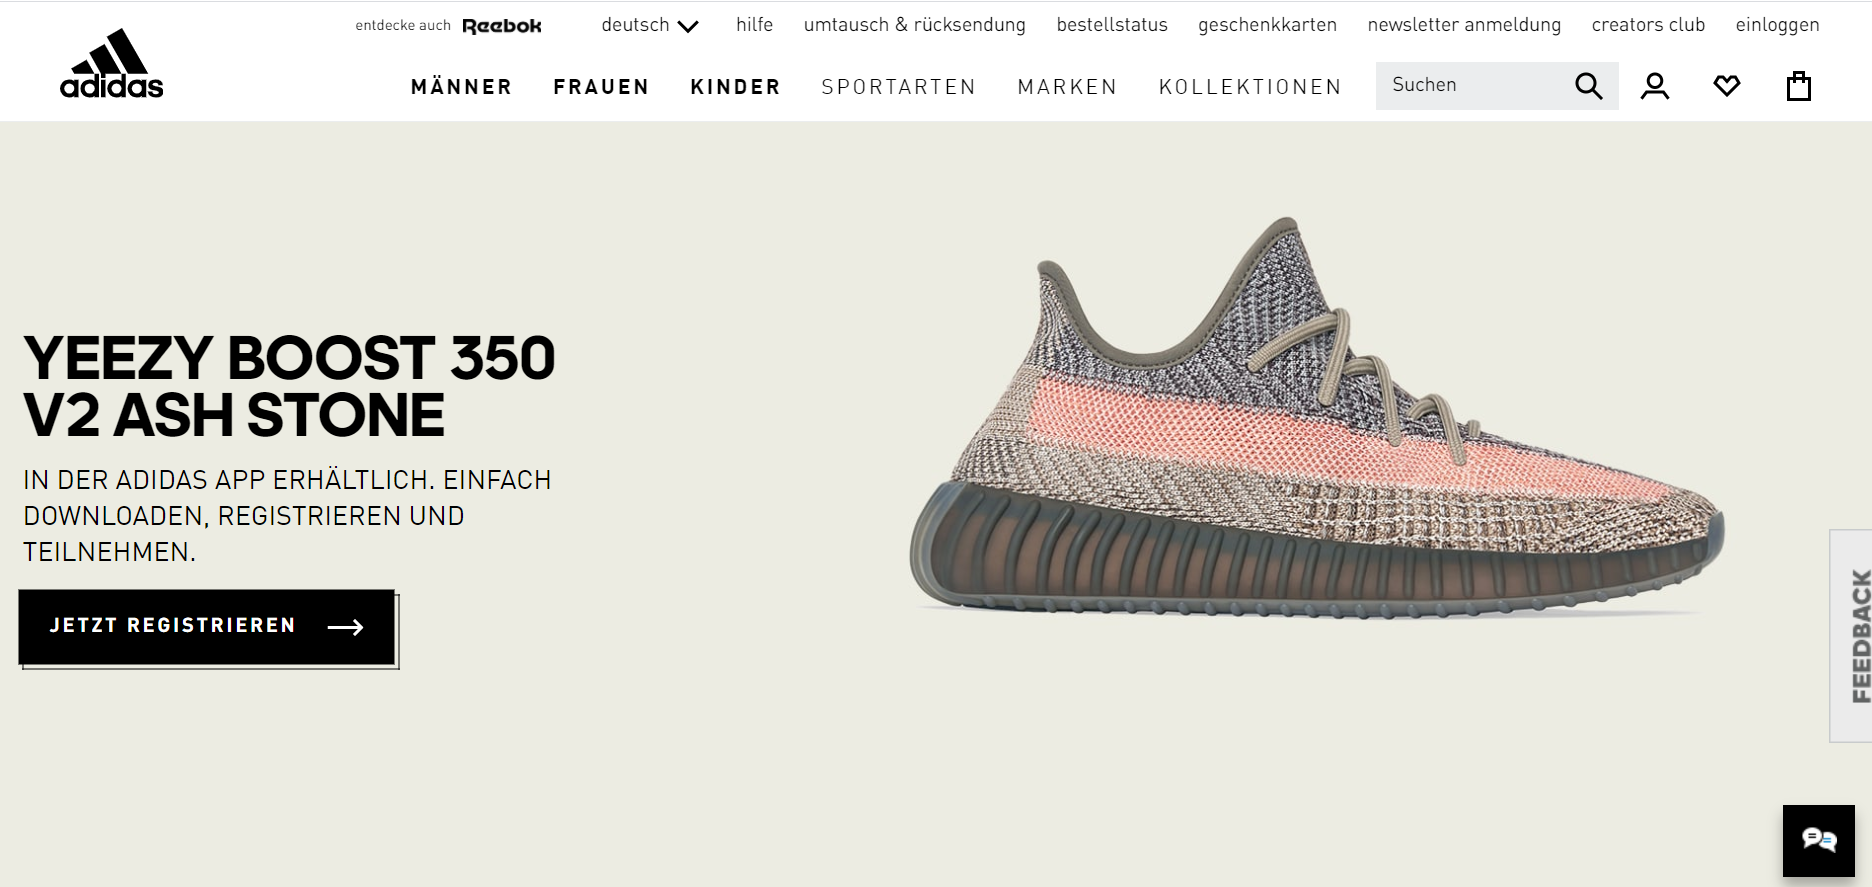 entdecke auch Reebok deutsch hilfe umtausch & rücksendung bestellstatus geschenkkarten newsletter anmeldung creators club einloggen
adidas
MÄNNER FRAUEN KINDER SPORTARTEN MARKEN KOLLEKTIONEN Suchen
YEEZY BOOST 350
V2 ASH STONE
IN DER ADIDAS APP ERHÄLTLICH. EINFACH
DOWNLOADEN, REGISTRIEREN UND
TEILNEHMEN.
JETZT REGISTRIEREN
FEEDBACK